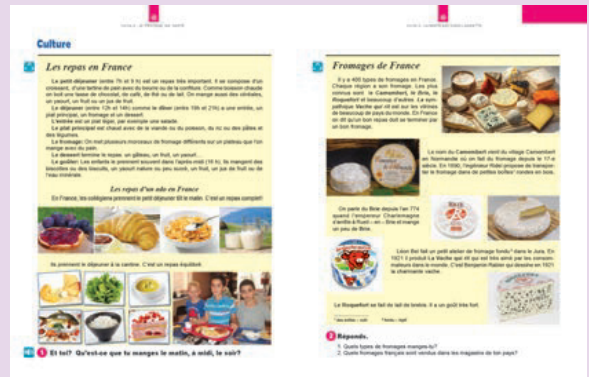 Culture
Les repas en France
Le petit déjeuner (entre 7h et 9 h) est un repas très important. Il se compose d'un
croissant, d'une tartine de pain avec du beurre ou de la confiture. Comme boisson chaude
on boit une tasse de chocolat, de café, de thé ou de lait. On mange aussi des céréales,
un yaourt, un fruit ou un jus de fruit.
Le déjeuner (entre 12h et 14h) comme le dîner (entre 19h et 21h) a une entrée, un
plat principal, un fromage et un dessert.
L'entrée est un plat léger, par exemple une salade.
Le plat principal est chaud avec de la viande ou du poisson, du riz ou des pâtes et
des légumes.
Le fromage: On met plusieurs morceaux de fromage différents sur un plateau que l'on
mange avec du pain.
Le dessert termine le repas: un gâteau, un fruit, un yaourt...
Le goûter: Les enfants le prennent souvent dans l'après midi (16 h). Ils mangent des
biscottes ou des biscuits, un yaourt nature ou peu sucré, un fruit, un jus de fruit ou de
l'eau minérale.
Les repas d'un ado en France
En France, les collégiens prennent le petit déjeuner tôt le matin. C'est un repas complet!
Ils prennent le déjeuner à la cantine. C'est un repas équilibré.
1 Et toi? Qu'est-ce que tu manges le matin, à midi, le soir?
Fromages de France
Il y a 400 types de fromages en France.
Chaque région a son fromage. Les plus
connus sont le Camembert, le Brie, le
Roquefort et beaucoup d'autres. La sym-
pathique Vache qui rit est sur les vitrines
de beaucoup de pays du monde. En France
on dit qu'un bon repas doit se terminer par
un bon fromage.
Le nom du Camembert vient du village Camembert
en Normandie où on fait du fromage depuis le 17-e
siècle. En 1890, l'ingénieur Ridel propose de transpor-
ter le fromage dans de petites boîtes rondes en bois.
On parle du Brie depuis l'an 774
quand l'empereur Charlemagne
d'arrête à Rueil – en – Brie et mange
un peu de Brie.
Léon Bel fait un petit atelier de fromage fondu dans le Jura. En
1921 il produit La Vache qui rit qui est très aimé par les consom-
mateurs dans le monde. C'est Benjamin Rabier qui dessine en 1921
la charmante vache.
Le Roquefort se fait du lait de brebis. Il a un goût très fort.
2 Réponds.
1. Quels types de fromages manges-tu?
2. Quels fromages français sont vendus dans les magasins de ton pays?